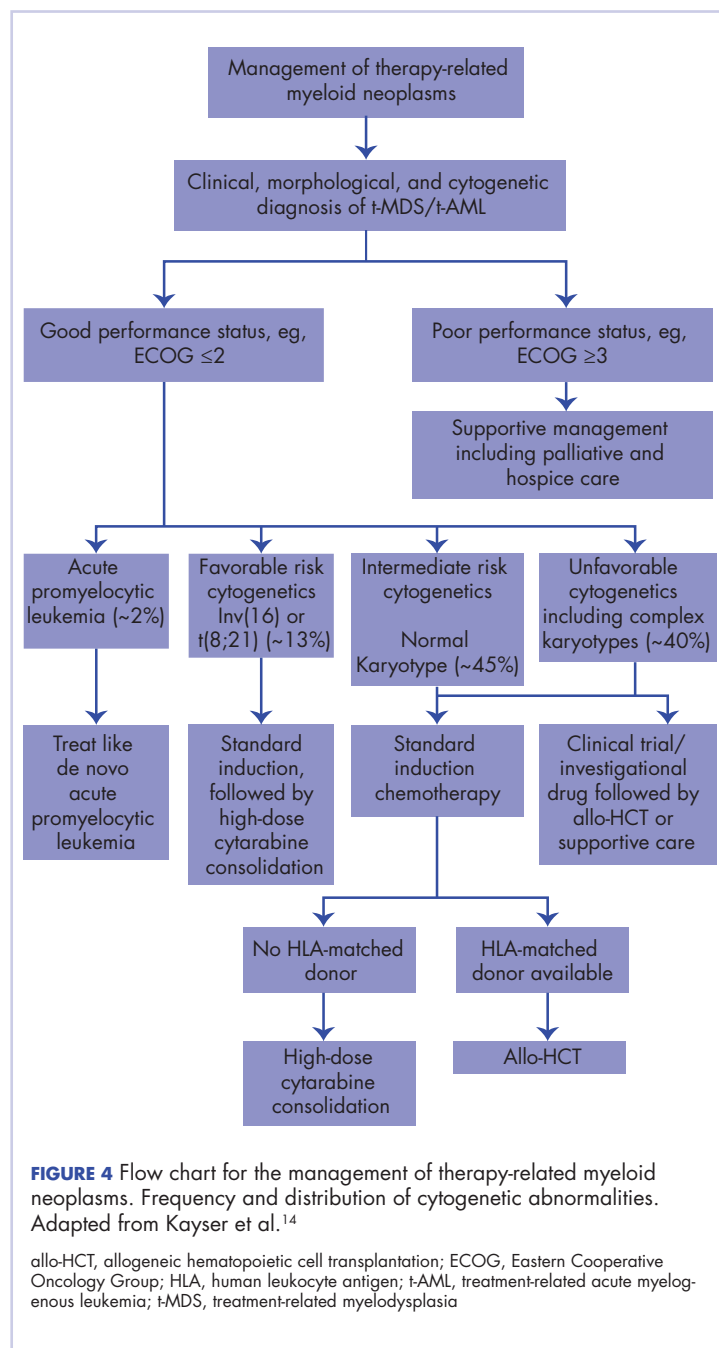 Management of therapy-related
myeloid neoplasms
Clinical, morphological, and cytogenetic
diagnosis of t-MDS/t-AML
Good performance status, eg,
ECOG ≤2
Poor performance status, eg,
ECOG ≥3
Supportive management
including palliative and
hospice care
Acute
promyelocytic
leukemia (~2%)
Favorable risk
cytogenetics
Inv(16) or
t(8;21) (~13%)
Intermediate risk
cytogenetics
Normal
Karyotype (~45%)
Unfavorable
cytogenetics
including complex
karyotypes (~40%)
Treat like
de novo
acute
promyelocytic
leukemia
Standard
induction,
followed by
high-dose
cytarabine
consolidation
Standard
induction
chemotherapy
Clinical trial/
investigational
drug followed by
allo-HCT or
supportive care
No HLA-matched
donor
HLA-matched
donor available
High-dose
cytarabine
consolidation
Allo-HCT
FIGURE 4 Flow chart for the management of therapy-related myeloid
neoplasms. Frequency and distribution of cytogenetic abnormalities.
Adapted from Kayser et al.¹⁴
allo-HCT, allogeneic hematopoietic cell transplantation; ECOG, Eastern Cooperative
Oncology Group; HLA, human leukocyte antigen; t-AML, treatment-related acute myelog-
enous leukemia; t-MDS, treatment-related myelodysplasia